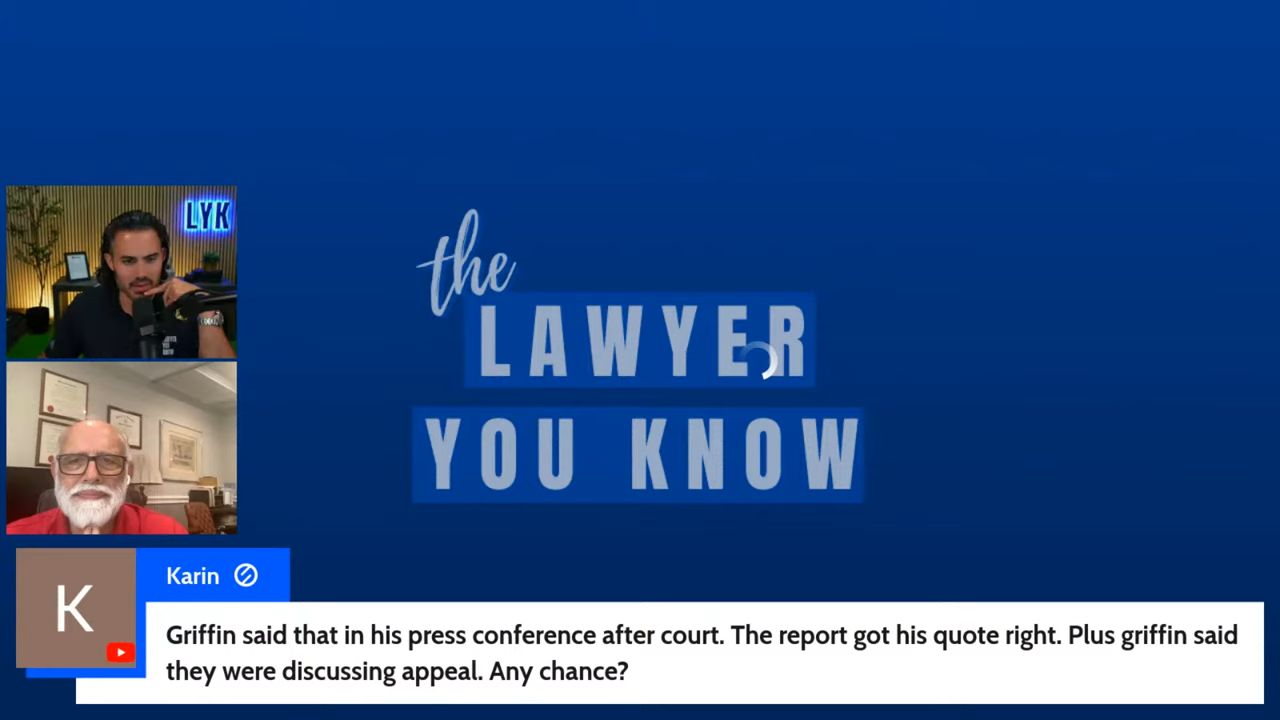 LYK
the
LAWYER
YOU KNOW
K
Karin
Griffin said that in his press conference after court. The report got his quote right. Plus griffin said
they were discussing appeal. Any chance?